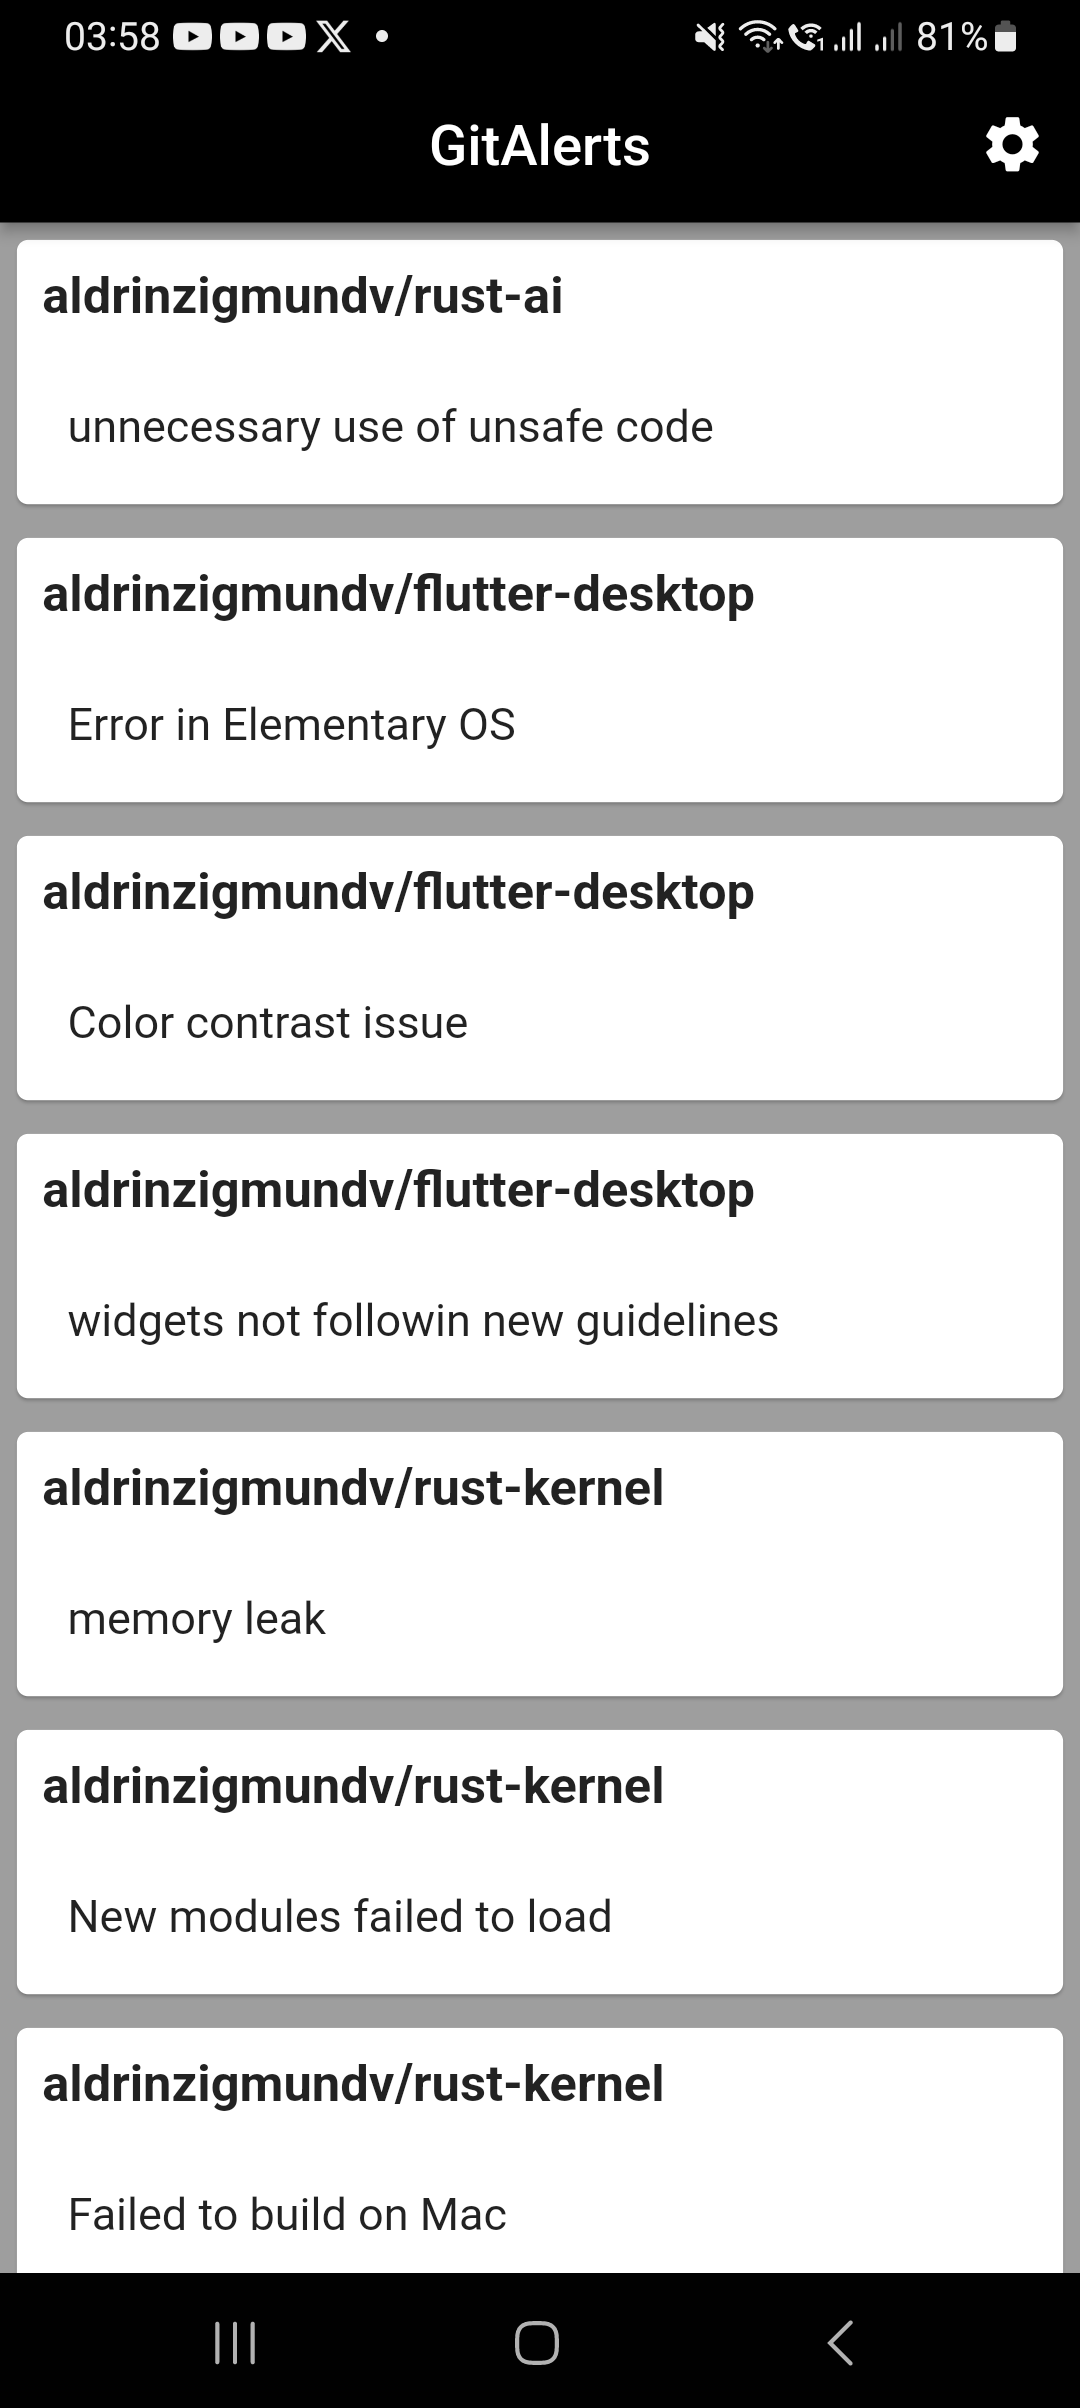 03:58 81%
GitAlerts
aldrinzigmundv/rust-ai
unnecessary use of unsafe code
aldrinzigmundv/flutter-desktop
Error in Elementary OS
aldrinzigmundv/flutter-desktop
Color contrast issue
aldrinzigmundv/flutter-desktop
widgets not followin new guidelines
aldrinzigmundv/rust-kernel
memory leak
aldrinzigmundv/rust-kernel
New modules failed to load
aldrinzigmundv/rust-kernel
Failed to build on Mac